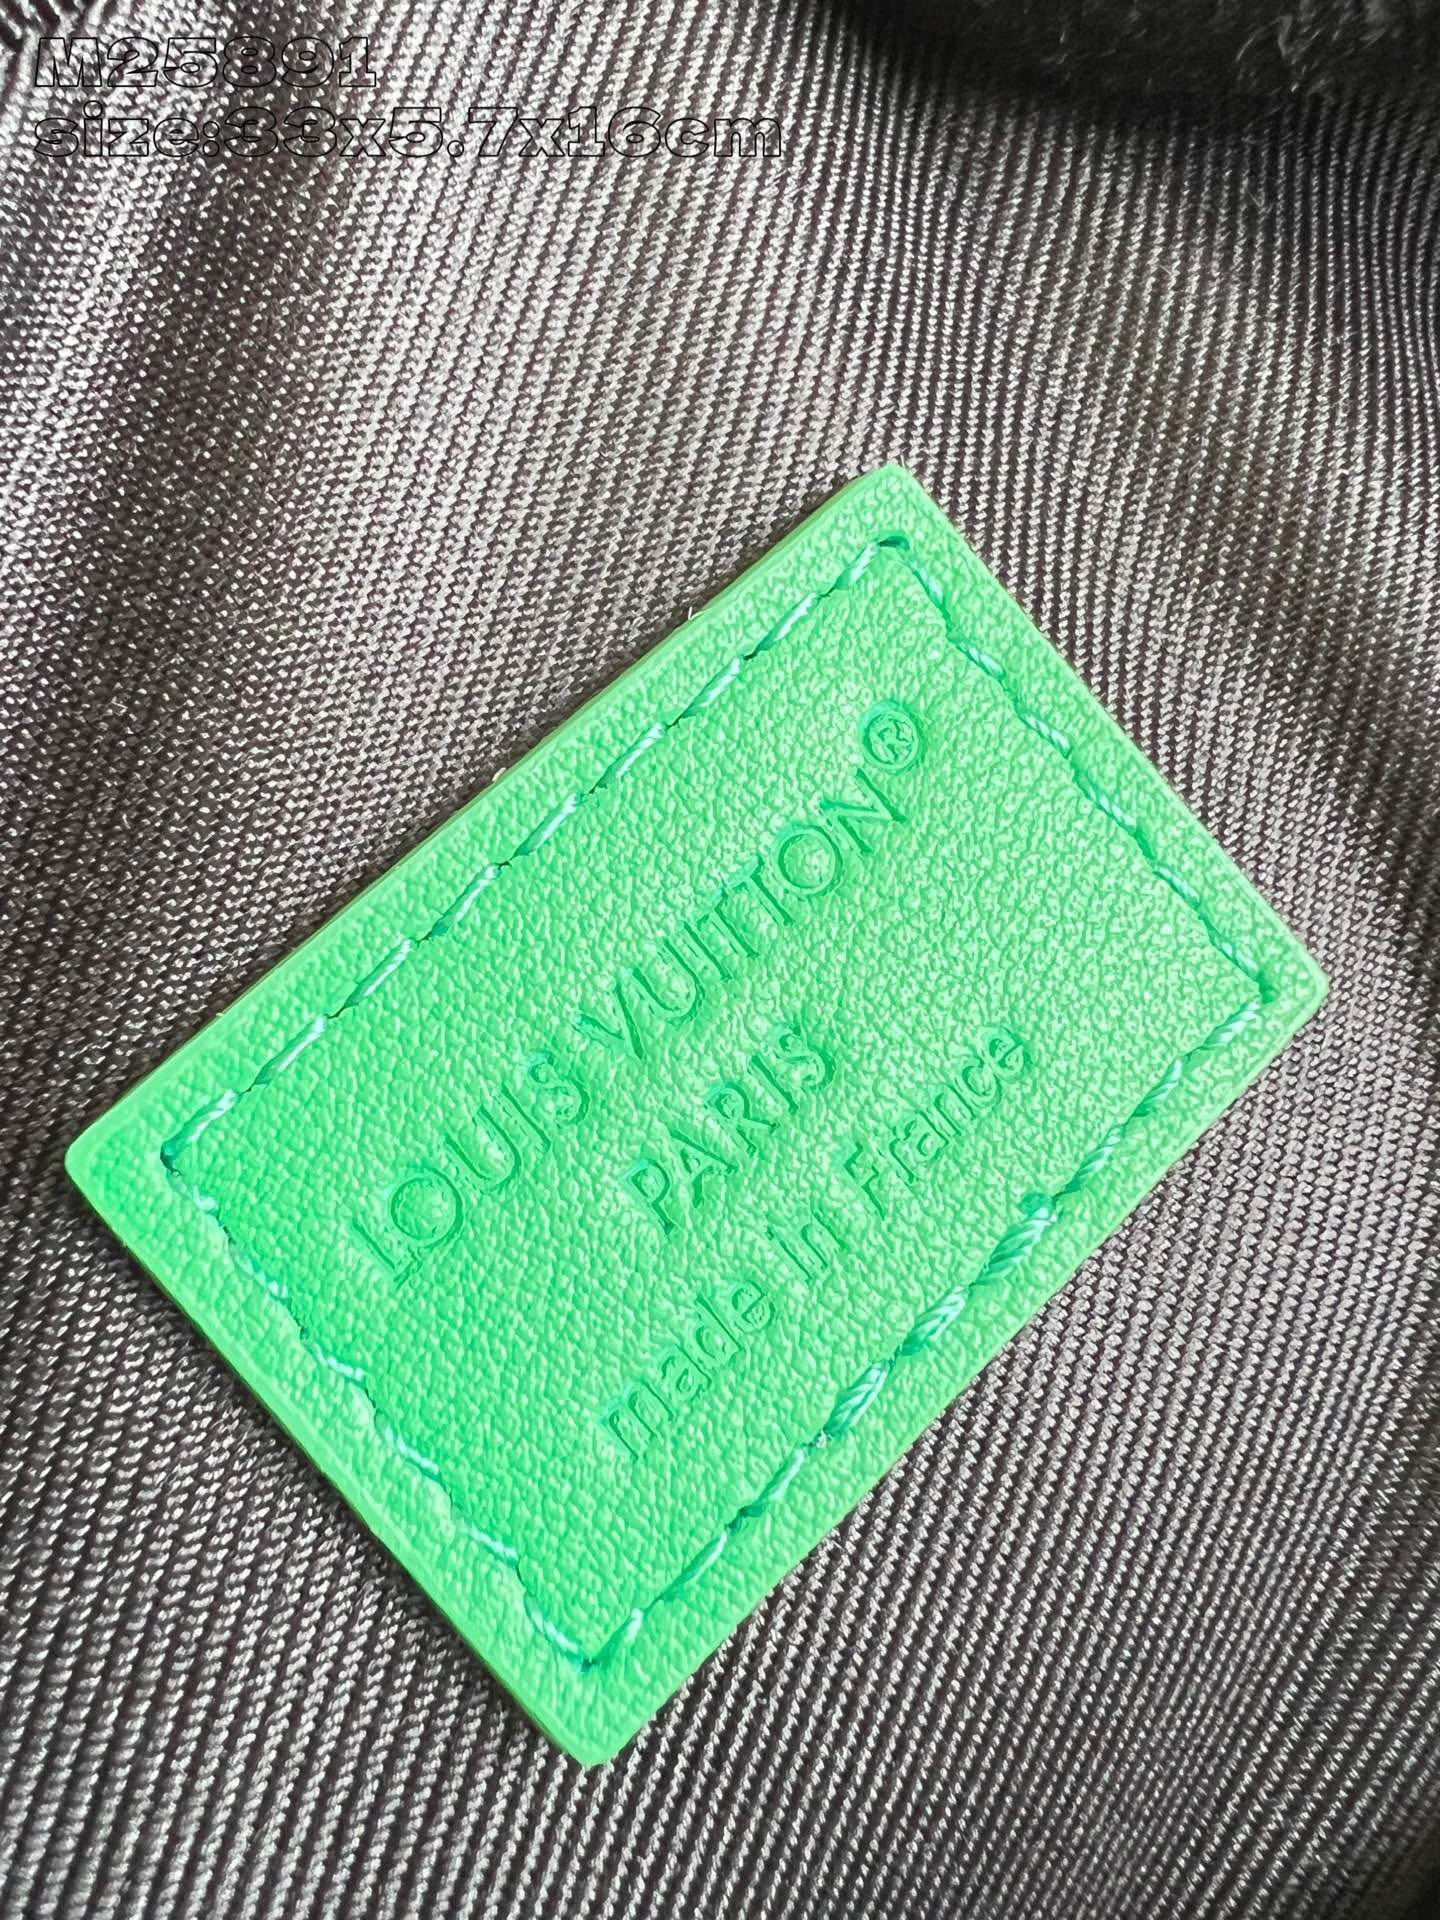 M25891
size:33x5.7x16cm
LOUIS VUITTON®
PARIS
made in France